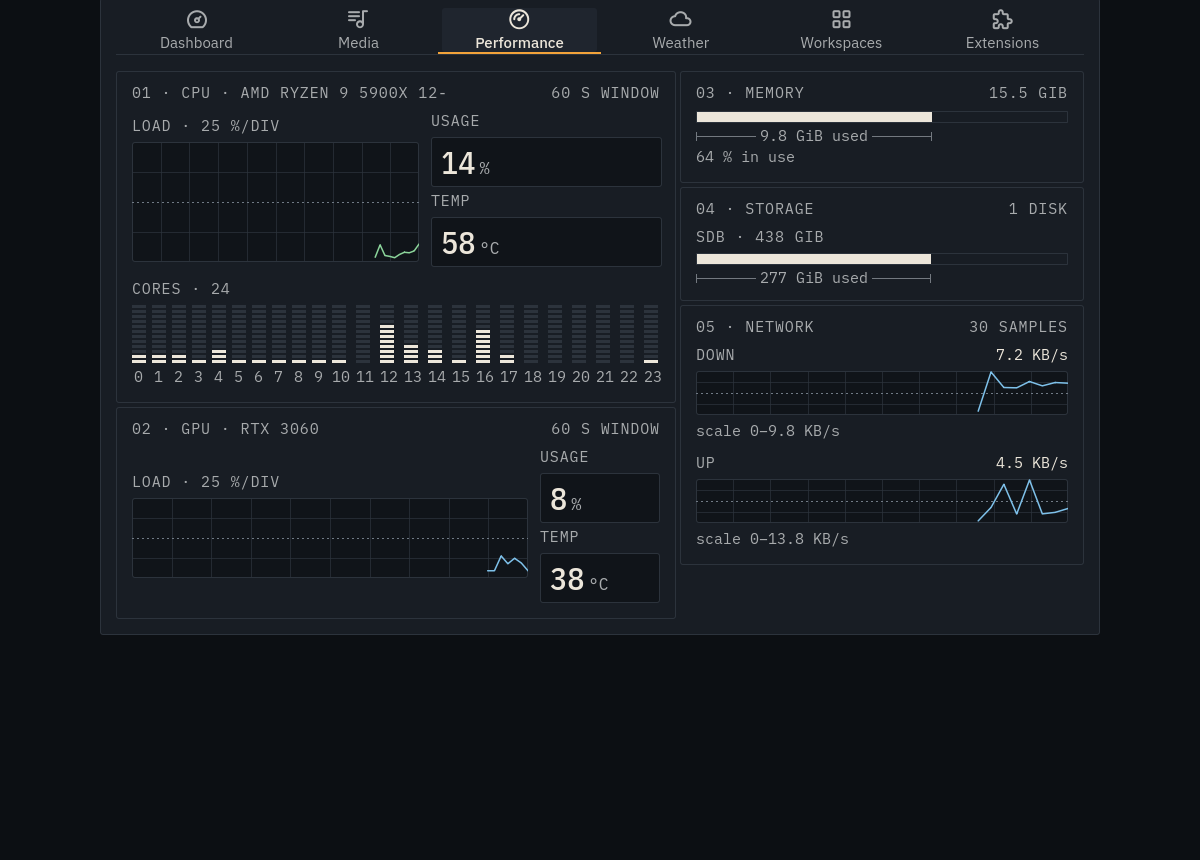 Dashboard
Media
Performance
Weather
Workspaces
Extensions
01 · CPU · AMD RYZEN 9 5900X 12-
60 S WINDOW
LOAD · 25 %/DIV
USAGE
14 %
TEMP
58 °C
CORES · 24
0 1 2 3 4 5 6 7 8 9 10 11 12 13 14 15 16 17 18 19 20 21 22 23
02 · GPU · RTX 3060
60 S WINDOW
LOAD · 25 %/DIV
USAGE
8 %
TEMP
38 °C
03 · MEMORY
15.5 GIB
9.8 GiB used
64 % in use
04 · STORAGE
1 DISK
SDB · 438 GIB
277 GiB used
05 · NETWORK
30 SAMPLES
DOWN
7.2 KB/s
scale 0–9.8 KB/s
UP
4.5 KB/s
scale 0–13.8 KB/s